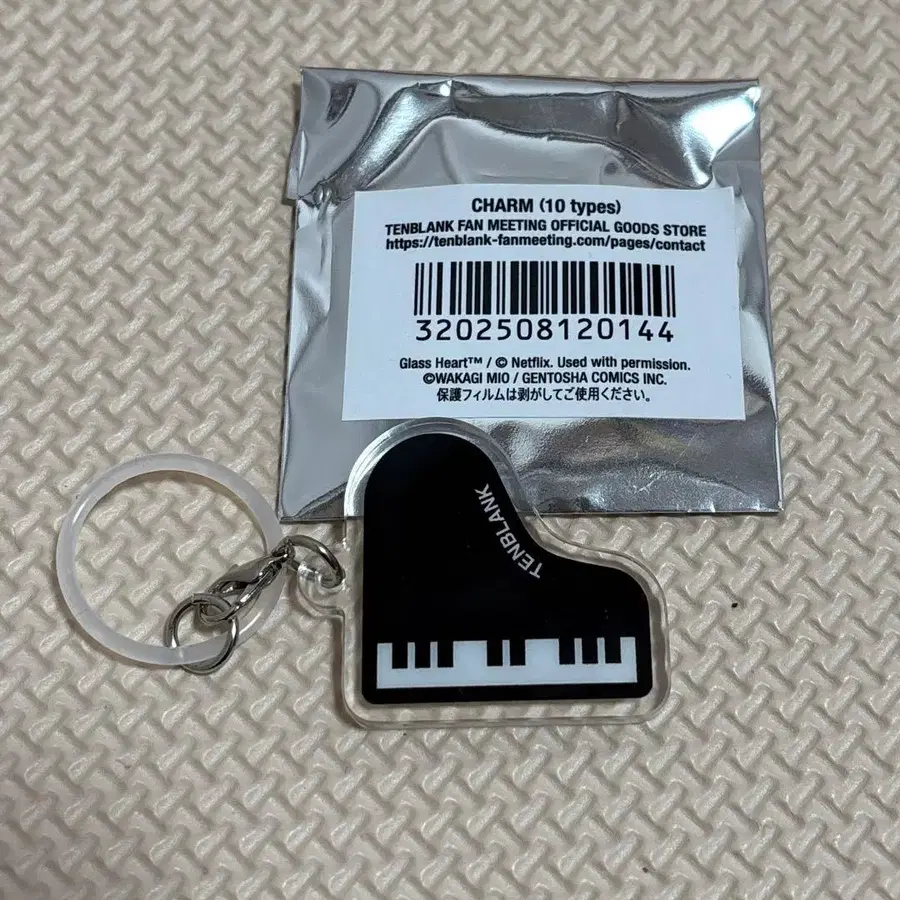 CHARM (10 types)
TENBLANK FAN MEETING OFFICIAL GOODS STORE
https://tenblank-fanmeeting.com/pages/contact
3202508120144
Glass Heart™ / © Netflix. Used with permission.
©WAKAGI MIO / GENTOSHA COMICS INC.
保護フィルムは剥がしてご使用ください。
TENBLANK